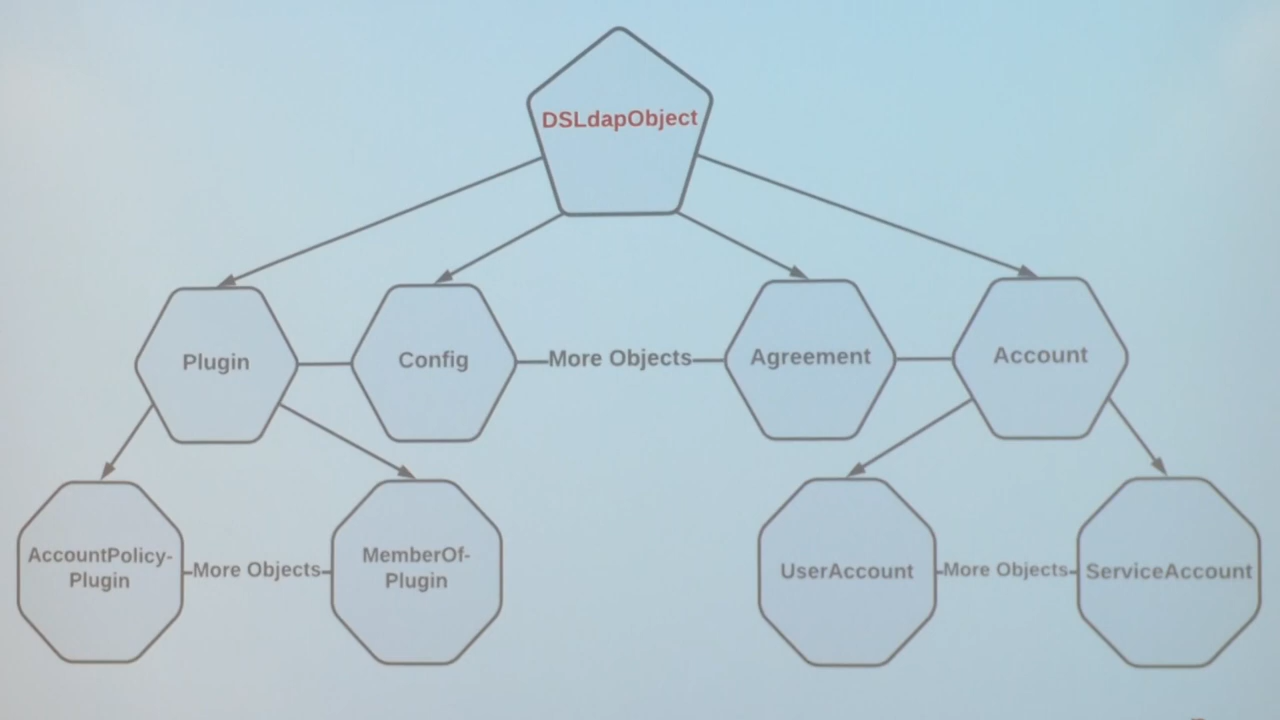 DSLdapObject
Plugin
Config
More Objects
Agreement
Account
AccountPolicy-
Plugin
More Objects
MemberOf-
Plugin
UserAccount
More Objects
ServiceAccount